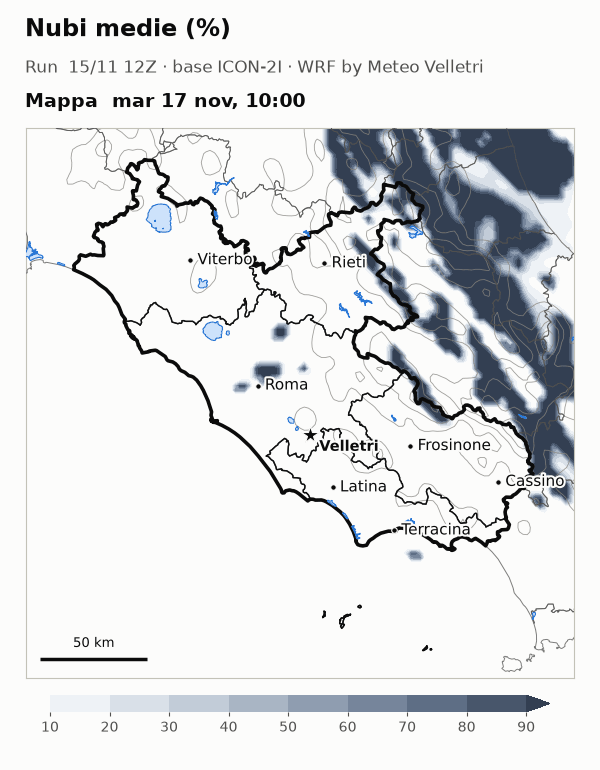 Nubi medie (%)
Run 15/11 12Z · base ICON-2I · WRF by Meteo Velletri
Mappa mar 17 nov, 10:00
Viterbo
Rieti
Roma
Velletri
Frosinone
Cassino
Latina
Terracina
50 km
10 20 30 40 50 60 70 80 90